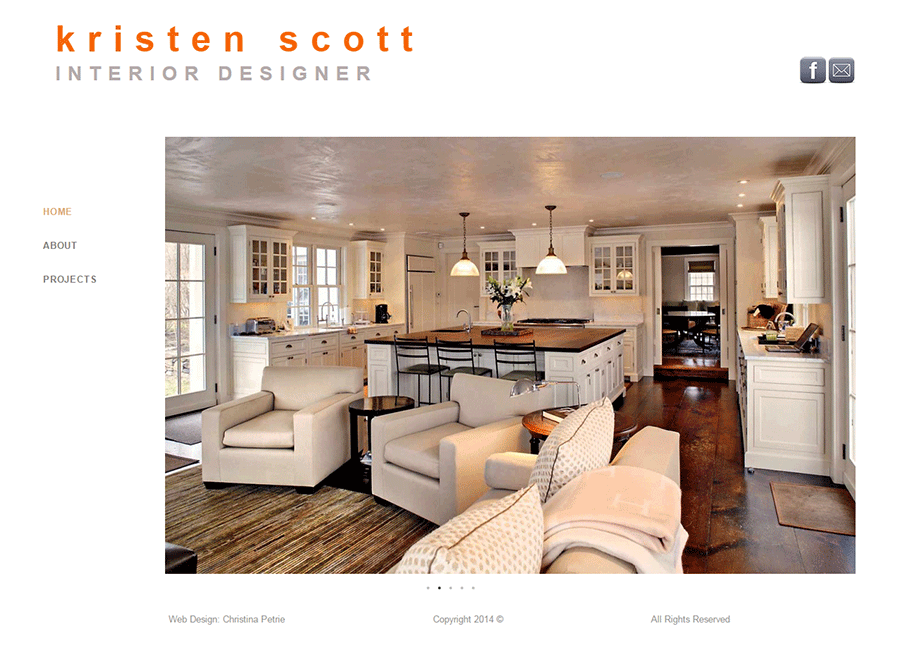 kristen scott
INTERIOR DESIGNER
f
HOME
ABOUT
PROJECTS
Web Design: Christina Petrie
Copyright 2014 ©
All Rights Reserved